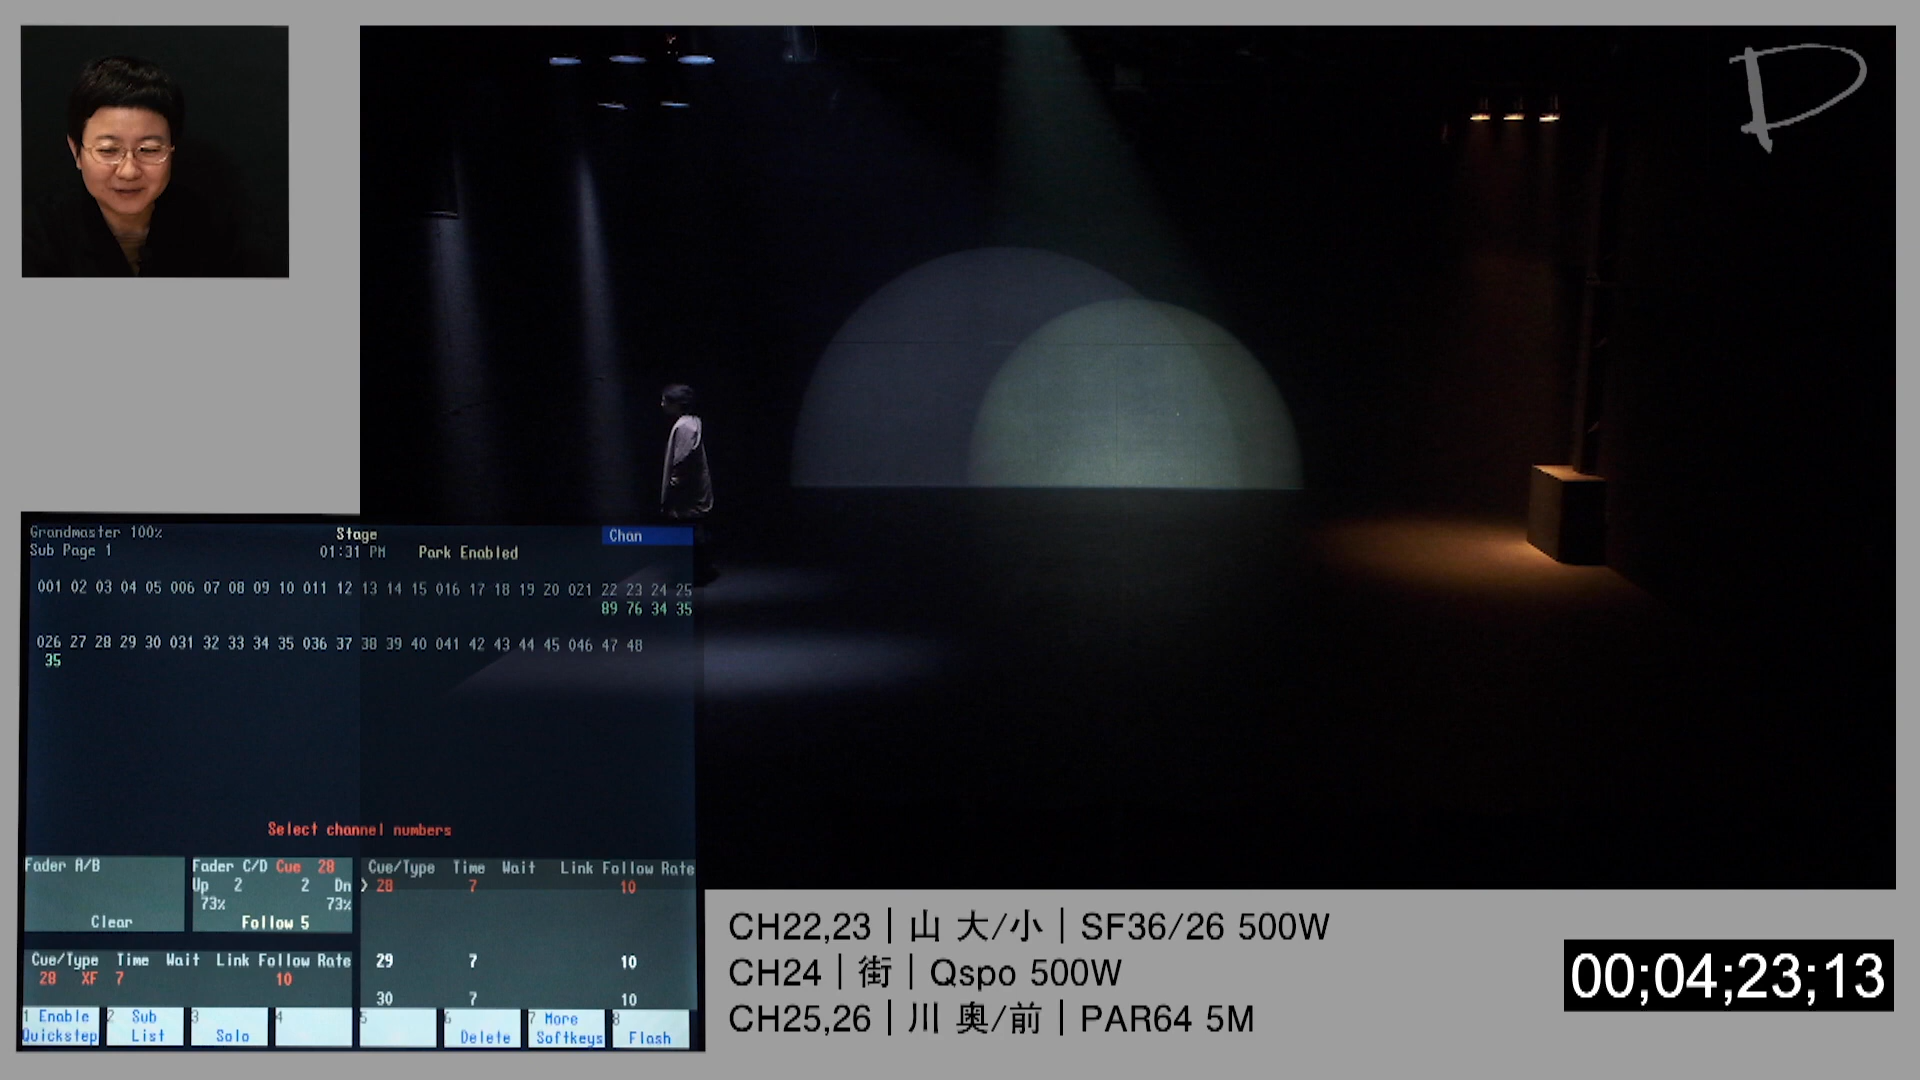 D
Grandmaster 100%
Stage
Chan
Sub Page 1
01:31 PM
Park Enabled
001 02 03 04 05 006 07 08 09 10 011 12 13 14 15 016 17 18 19 20 021 22 23 24 25
89 76 34 35
026 27 28 29 30 031 32 33 34 35 036 37 38 39 40 041 42 43 44 45 046 47 48
35
Select channel numbers
Fader A/B
Clear
Fader C/D Cue 28
Up 2 2 Dn
73% 73%
Follow 5
Cue/Type Time Wait Link Follow Rate
28 XF 7 10
Cue/Type Time Wait Link Follow Rate
28 7 10
29 7 10
30 7 10
1 Enable Quickstep
2 Sub List
3 Solo
4
5
6 Delete
7 More Softkeys
8 Flash
CH22,23｜山 大/小｜SF36/26 500W
CH24｜街｜Qspo 500W
CH25,26｜川 奥/前｜PAR64 5M
00;04;23;13